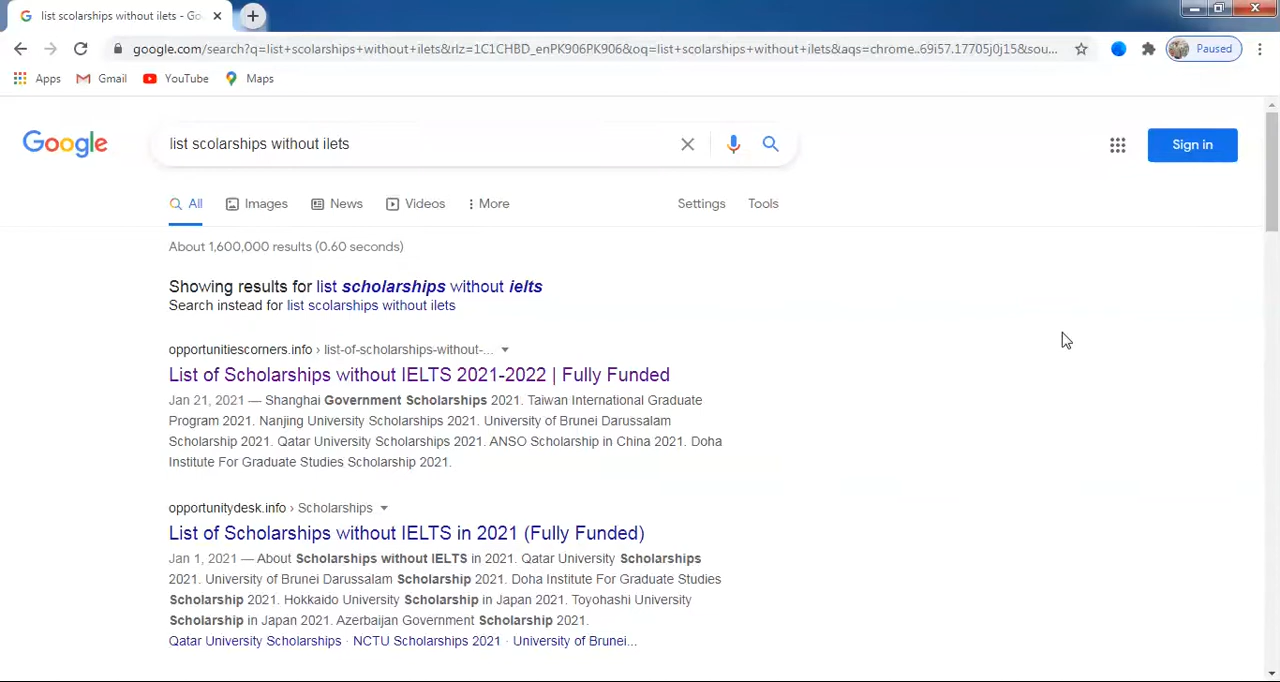 list scolarships without ilets - Goo
google.com/search?q=list+scolarships+without+ilets&rlz=1C1CHBD_enPK906PK906&oq=list+scolarships+without+ilets&aqs=chrome..69i57.17705j0j15&sou...
Paused
Apps Gmail YouTube Maps
Google
list scolarships without ilets
Sign in
All Images News Videos More Settings Tools
About 1,600,000 results (0.60 seconds)
Showing results for list scholarships without ielts
Search instead for list scolarships without ilets
opportunitiescorners.info › list-of-scholarships-without-...
List of Scholarships without IELTS 2021-2022 | Fully Funded
Jan 21, 2021 — Shanghai Government Scholarships 2021. Taiwan International Graduate
Program 2021. Nanjing University Scholarships 2021. University of Brunei Darussalam
Scholarship 2021. Qatar University Scholarships 2021. ANSO Scholarship in China 2021. Doha
Institute For Graduate Studies Scholarship 2021.
opportunitydesk.info › Scholarships
List of Scholarships without IELTS in 2021 (Fully Funded)
Jan 1, 2021 — About Scholarships without IELTS in 2021. Qatar University Scholarships
2021. University of Brunei Darussalam Scholarship 2021. Doha Institute For Graduate Studies
Scholarship 2021. Hokkaido University Scholarship in Japan 2021. Toyohashi University
Scholarship in Japan 2021. Azerbaijan Government Scholarship 2021.
Qatar University Scholarships · NCTU Scholarships 2021 · University of Brunei...